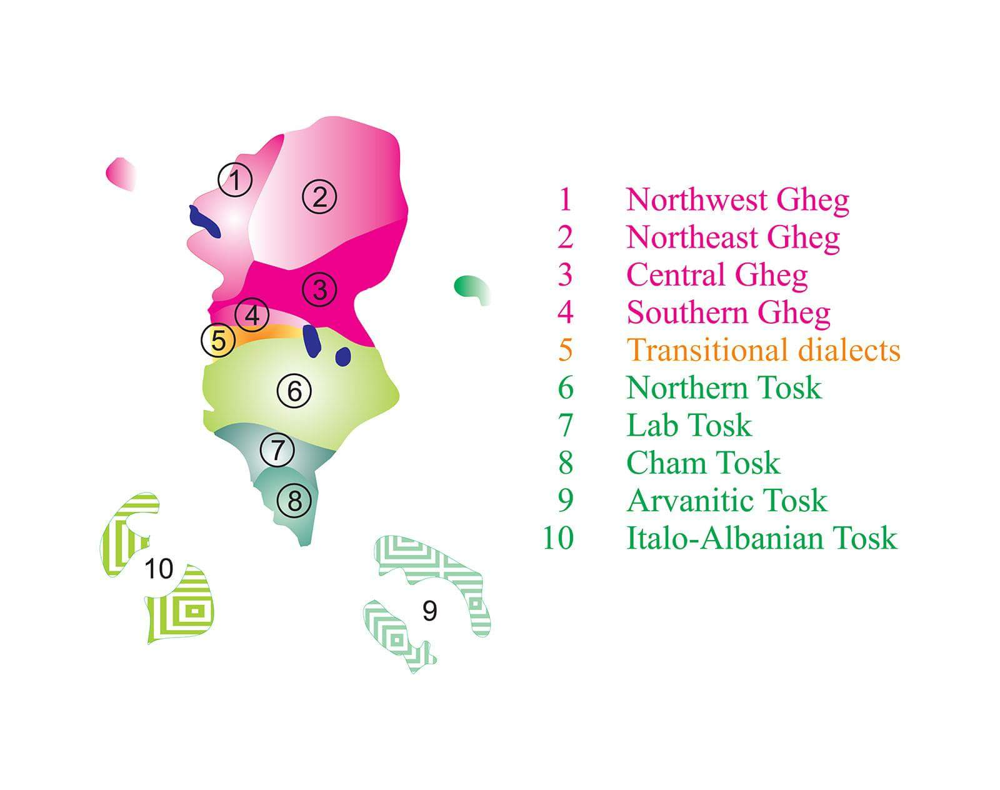 1
2
3
4
5
6
7
8
10
9
1 Northwest Gheg
2 Northeast Gheg
3 Central Gheg
4 Southern Gheg
5 Transitional dialects
6 Northern Tosk
7 Lab Tosk
8 Cham Tosk
9 Arvanitic Tosk
10 Italo-Albanian Tosk